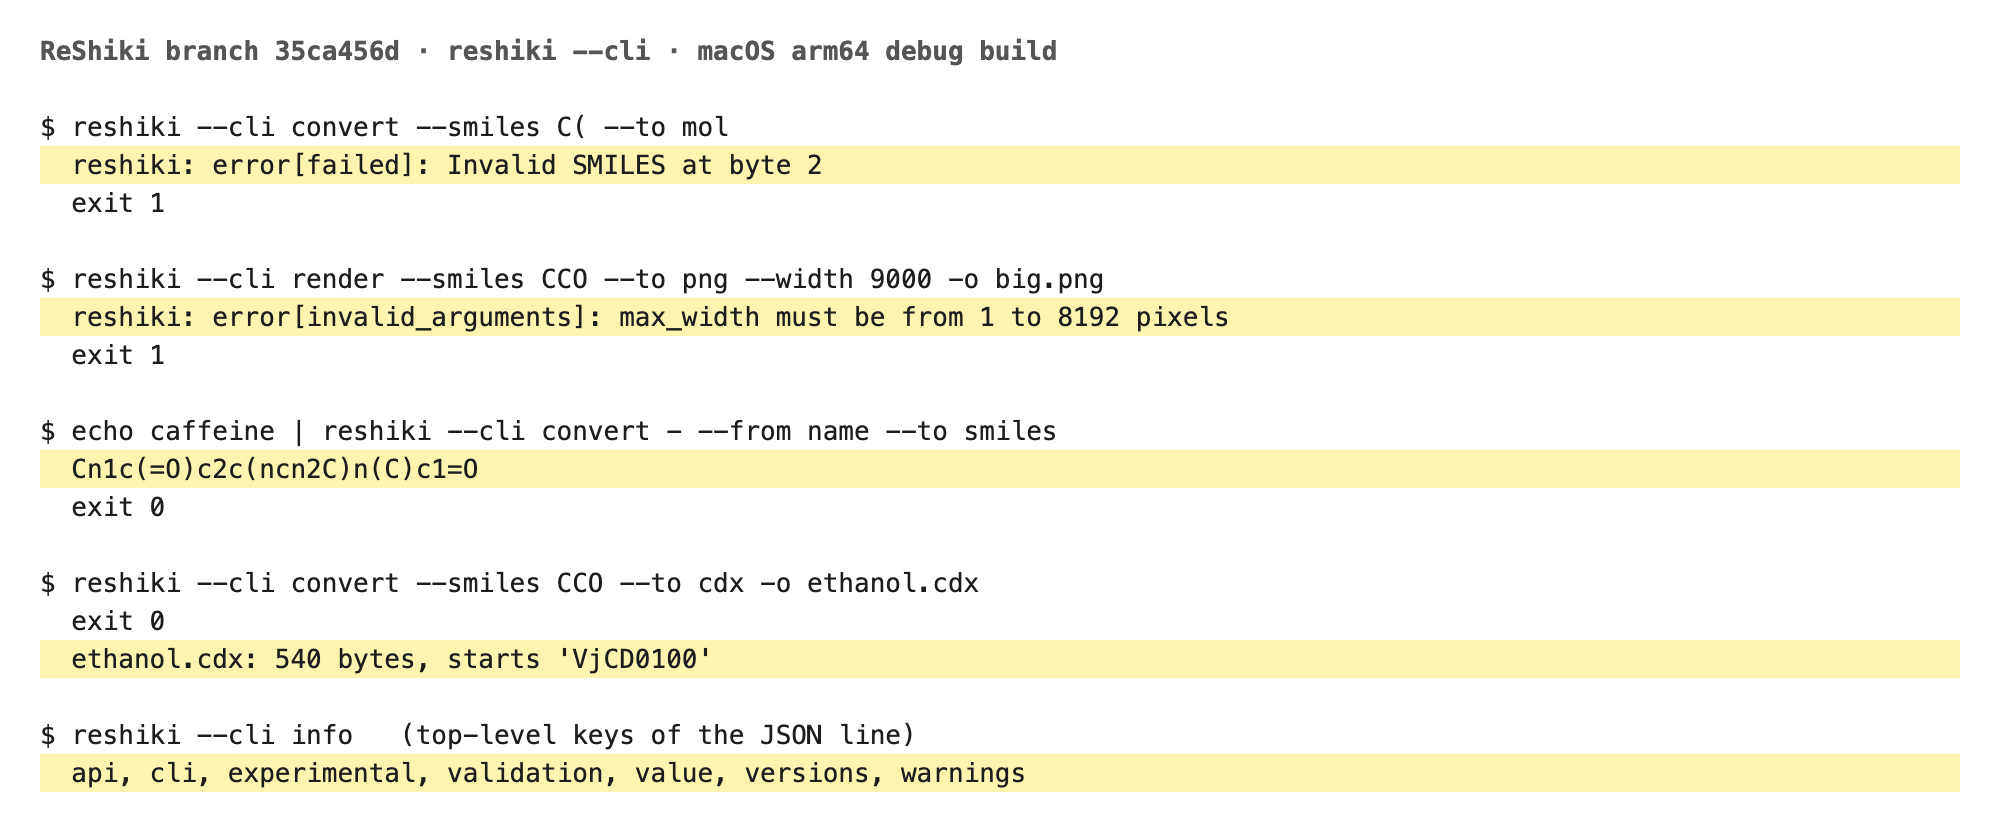 ReShiki branch 35ca456d · reshiki --cli · macOS arm64 debug build
$ reshiki --cli convert --smiles C( --to mol
reshiki: error[failed]: Invalid SMILES at byte 2
exit 1
$ reshiki --cli render --smiles CCO --to png --width 9000 -o big.png
reshiki: error[invalid_arguments]: max_width must be from 1 to 8192 pixels
exit 1
$ echo caffeine | reshiki --cli convert - --from name --to smiles
Cn1c(=O)c2c(ncn2C)n(C)c1=O
exit 0
$ reshiki --cli convert --smiles CCO --to cdx -o ethanol.cdx
exit 0
ethanol.cdx: 540 bytes, starts 'VjCD0100'
$ reshiki --cli info   (top-level keys of the JSON line)
api, cli, experimental, validation, value, versions, warnings